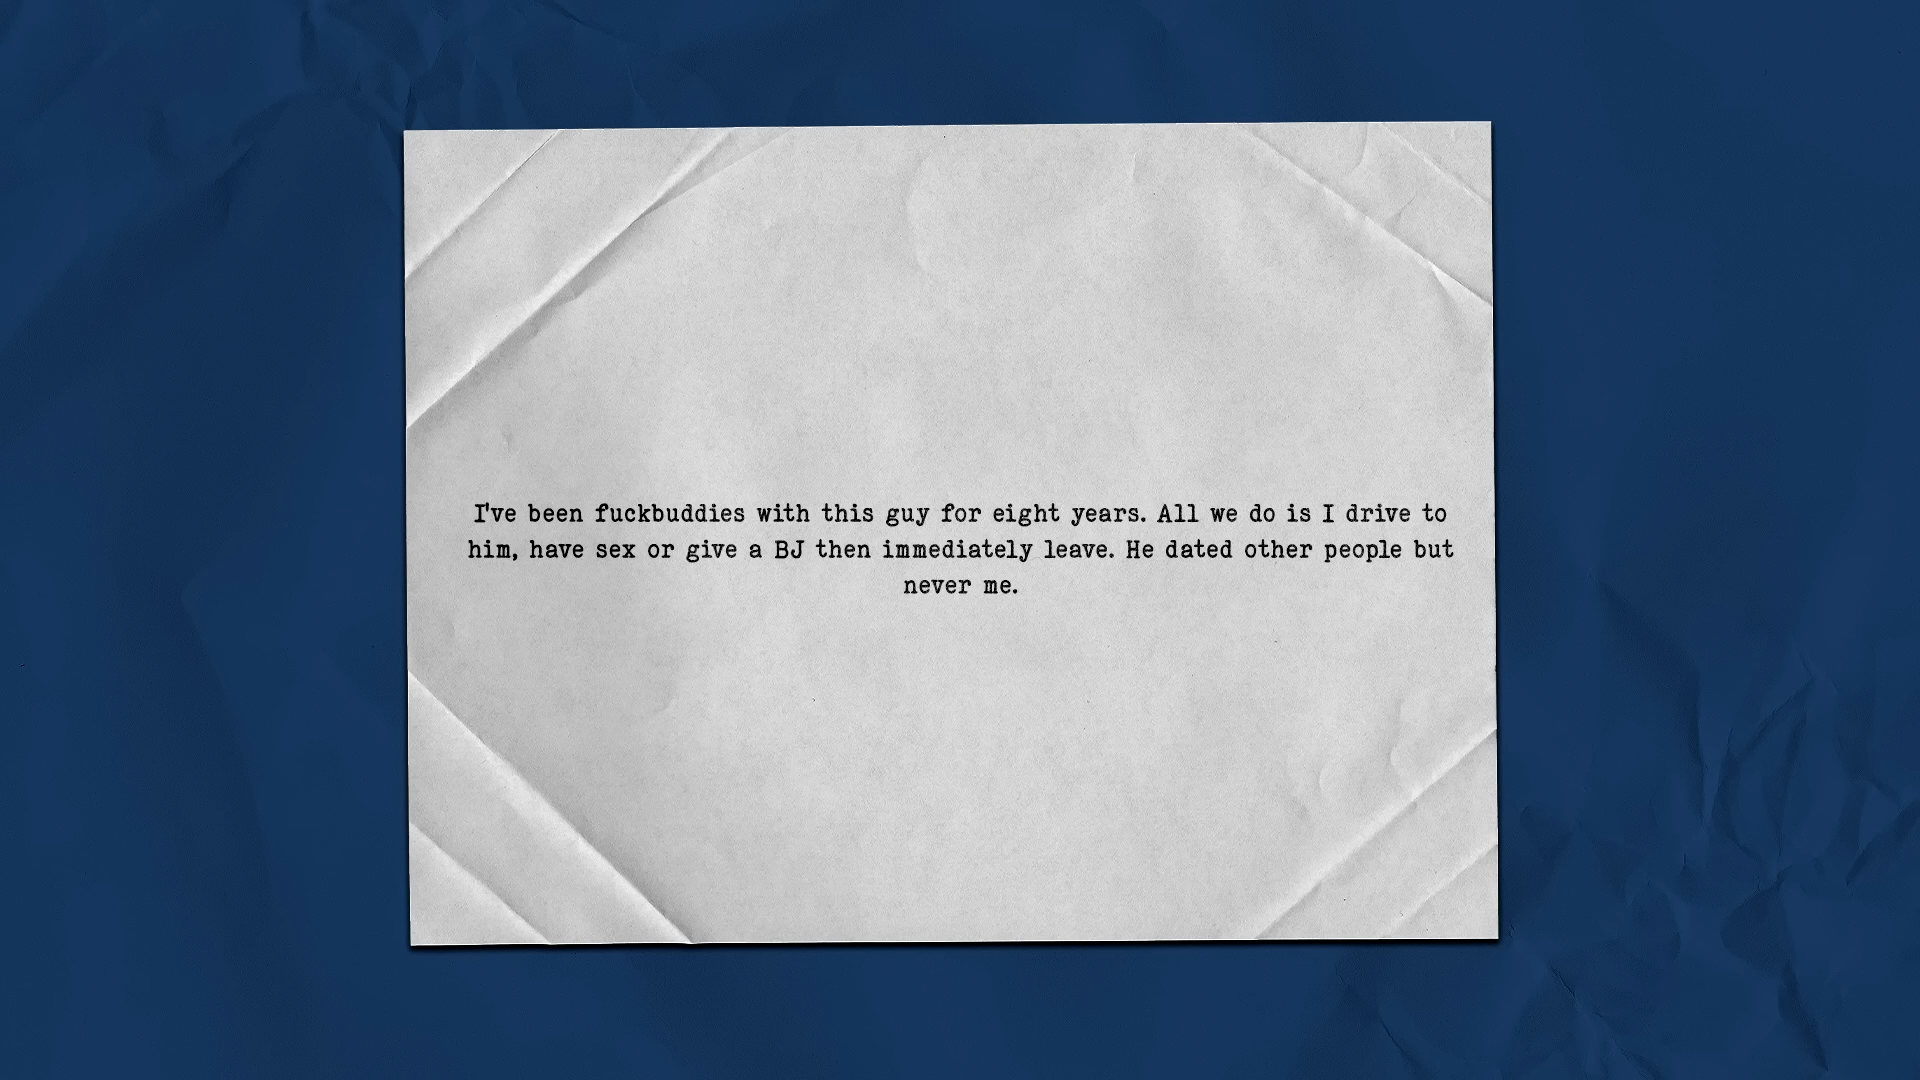 I've been fuckbuddies with this guy for eight years. All we do is I drive to
him, have sex or give a BJ then immediately leave. He dated other people but
never me.